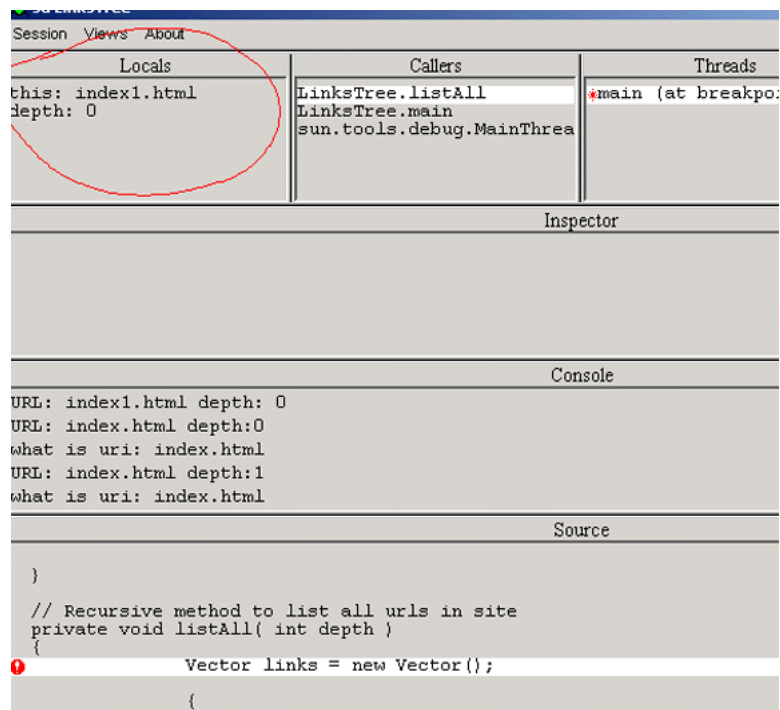 Session Views About
Locals
this: index1.html
depth: 0
Callers
LinksTree.listAll
LinksTree.main
sun.tools.debug.MainThrea
Threads
*main (at breakpoi
Inspector
Console
URL: index1.html depth: 0
URL: index.html depth:0
what is uri: index.html
URL: index.html depth:1
what is uri: index.html
Source
}
// Recursive method to list all urls in site
private void listAll( int depth )
{
Vector links = new Vector();
{